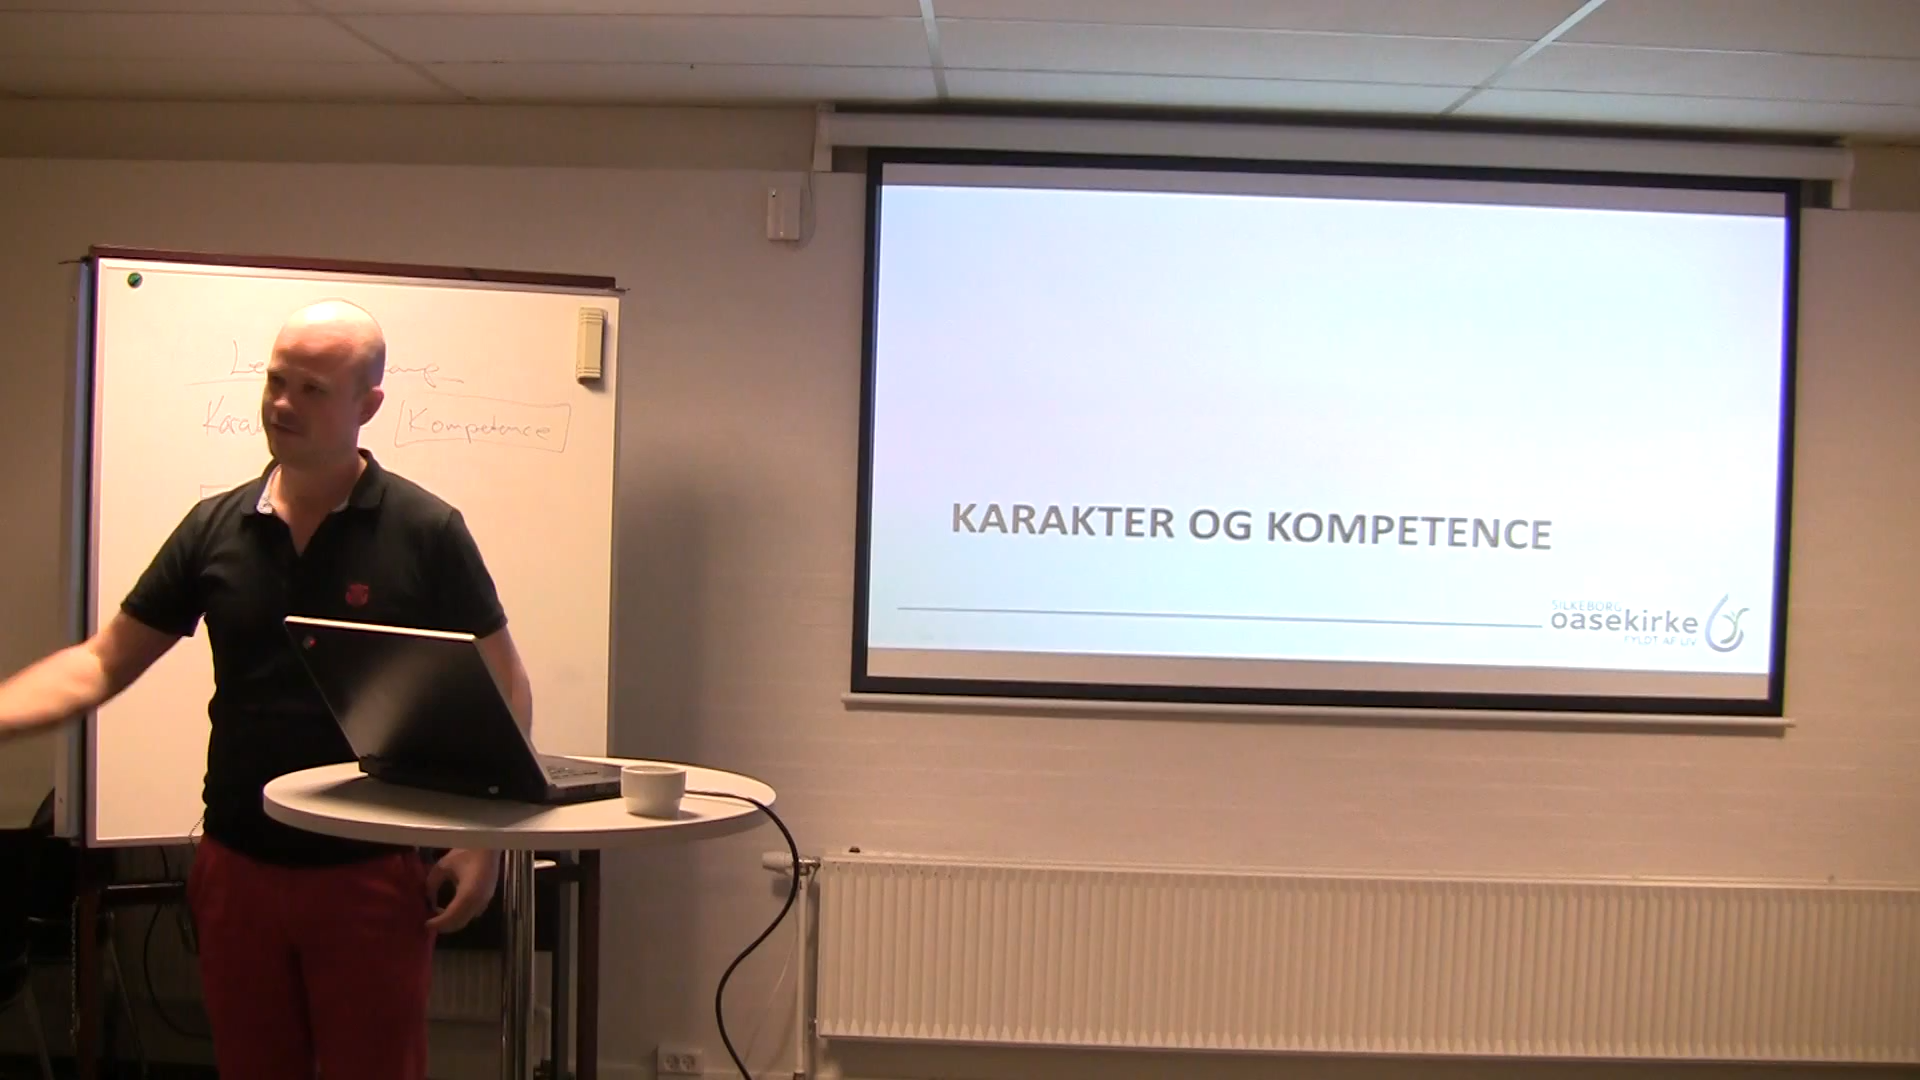 Kompetence
KARAKTER OG KOMPETENCE
SILKEBORG
oasekirke
FYLDT AF LIV